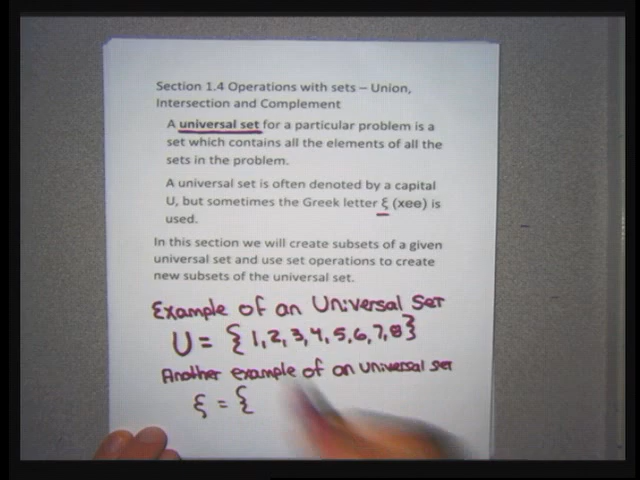 Section 1.4 Operations with sets – Union,
Intersection and Complement
A universal set for a particular problem is a
set which contains all the elements of all the
sets in the problem.
A universal set is often denoted by a capital
U, but sometimes the Greek letter ξ (xee) is
used.
In this section we will create subsets of a given
universal set and use set operations to create
new subsets of the universal set.
Example of an Universal Set
U = {1,2,3,4,5,6,7,8}
Another example of an universal set
ξ = {